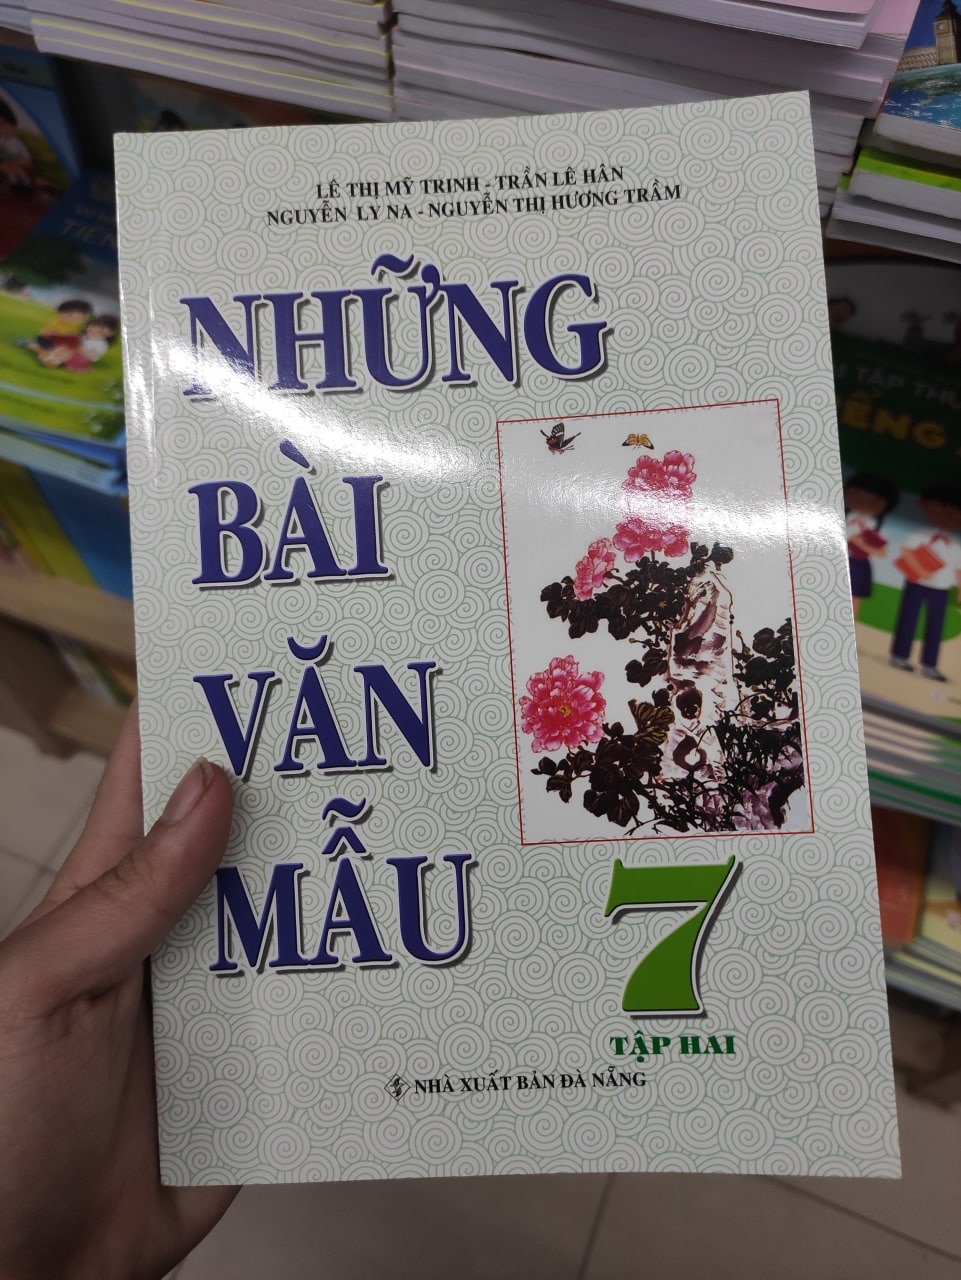 LÊ THỊ MỸ TRINH - TRẦN LÊ HÂN
NGUYỄN LY NA - NGUYỄN THỊ HƯƠNG TRẦM
NHỮNG
BÀI
VĂN
MẪU
7
TẬP HAI
NHÀ XUẤT BẢN ĐÀ NẴNG